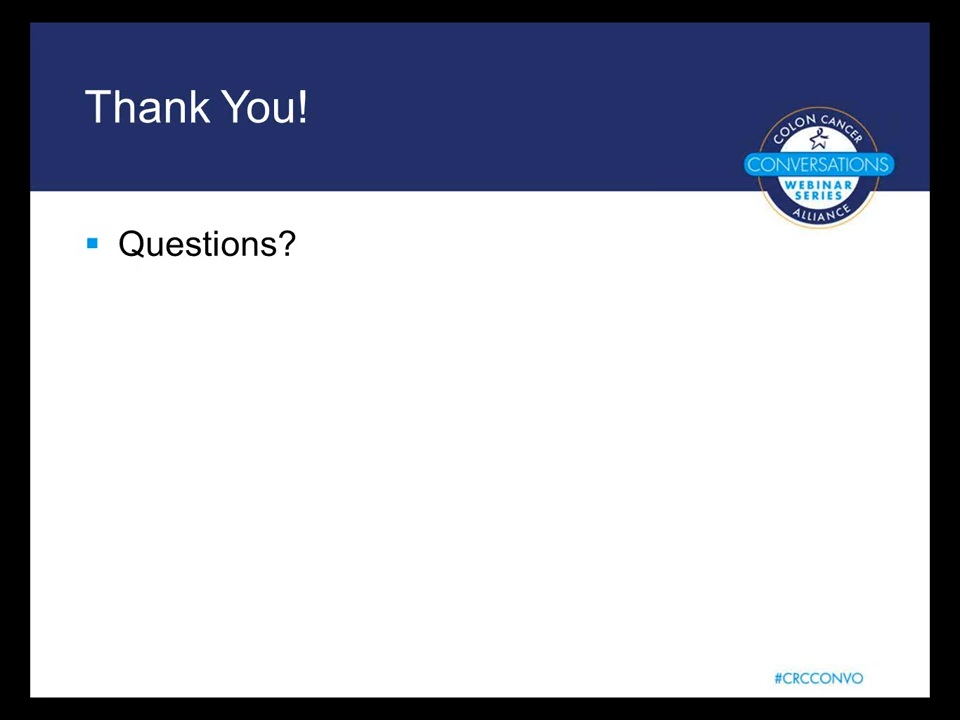 Thank You!
COLON CANCER
CONVERSATIONS
WEBINAR
SERIES
ALLIANCE
Questions?
#CRCCONVO